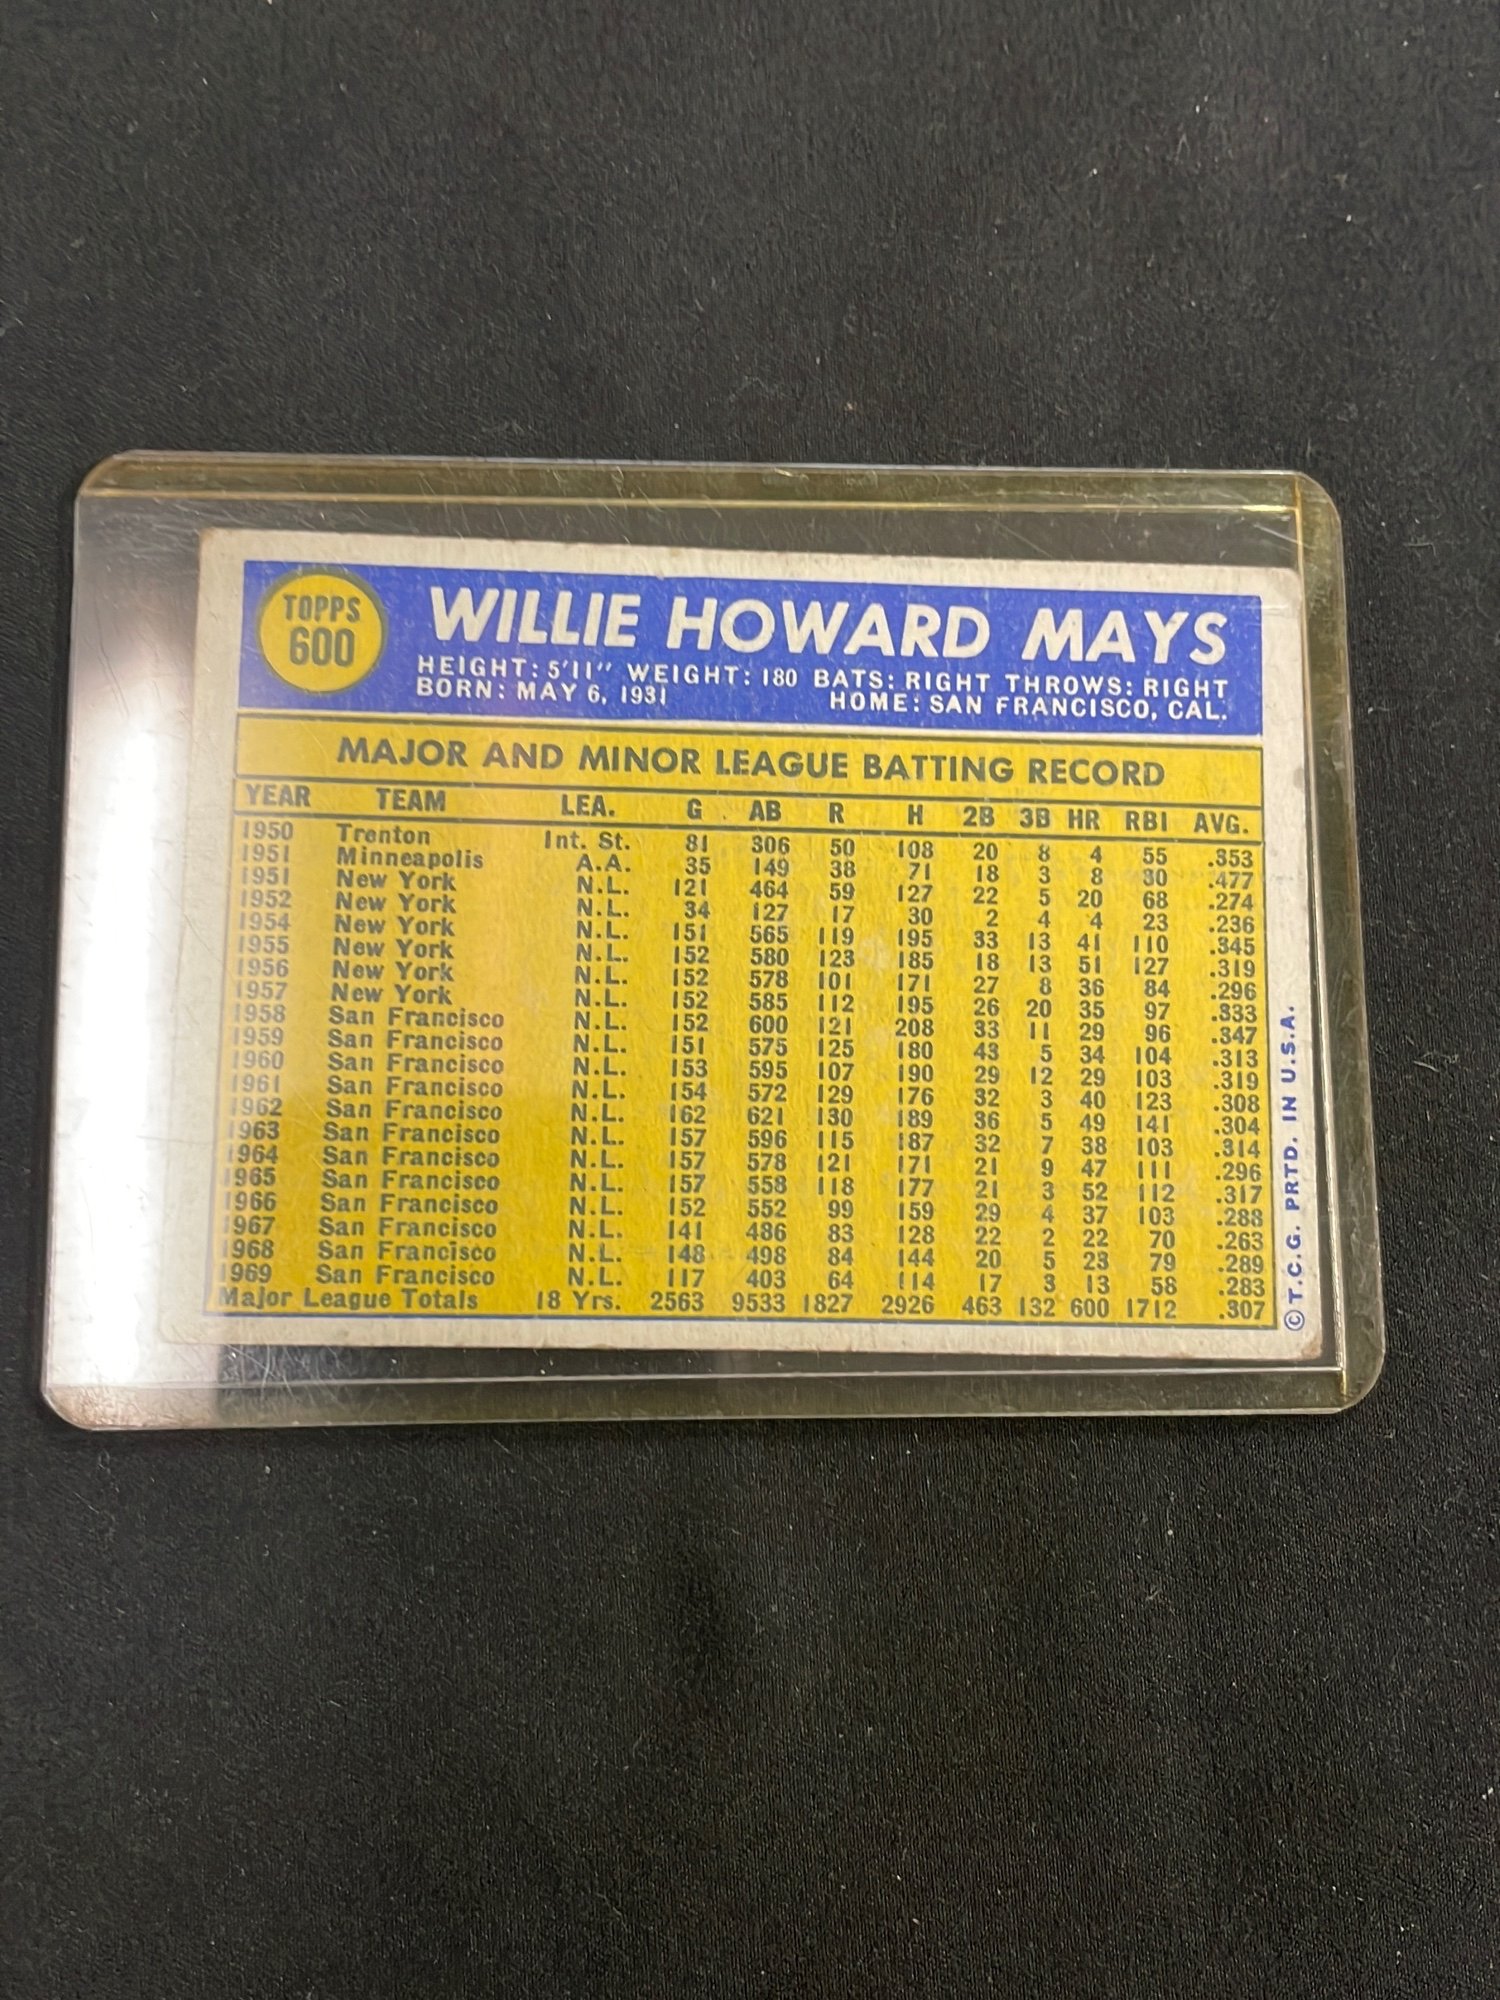 TOPPS
600
WILLIE HOWARD MAYS
HEIGHT: 5'11" WEIGHT: 180 BATS: RIGHT THROWS: RIGHT
BORN: MAY 6, 1931 HOME: SAN FRANCISCO, CAL.
MAJOR AND MINOR LEAGUE BATTING RECORD
YEAR TEAM LEA. G AB R H 2B 3B HR RBI AVG.
1950 Trenton Int. St. 81 306 50 108 20 8 4 55 .353
1951 Minneapolis A.A. 35 149 38 71 18 3 8 30 .477
1951 New York N.L. 121 464 59 127 22 5 20 68 .274
1952 New York N.L. 34 127 17 30 2 4 4 23 .236
1954 New York N.L. 151 565 119 195 33 13 41 110 .345
1955 New York N.L. 152 580 123 185 18 13 51 127 .319
1956 New York N.L. 152 578 101 171 27 8 36 84 .296
1957 New York N.L. 152 585 112 195 26 20 35 97 .333
1958 San Francisco N.L. 152 600 121 208 33 11 29 96 .347
1959 San Francisco N.L. 151 575 125 180 43 5 34 104 .313
1960 San Francisco N.L. 153 595 107 190 29 12 29 103 .319
1961 San Francisco N.L. 154 572 129 176 32 3 40 123 .308
1962 San Francisco N.L. 162 621 130 189 36 5 49 141 .304
1963 San Francisco N.L. 157 596 115 187 32 7 38 103 .314
1964 San Francisco N.L. 157 578 121 171 21 9 47 111 .296
1965 San Francisco N.L. 157 558 118 177 21 3 52 112 .317
1966 San Francisco N.L. 152 552 99 159 29 4 37 103 .288
1967 San Francisco N.L. 141 486 83 128 22 2 22 70 .263
1968 San Francisco N.L. 148 498 84 144 20 5 23 79 .289
1969 San Francisco N.L. 117 403 64 114 17 3 13 58 .283
Major League Totals 18 Yrs. 2563 9533 1827 2926 463 132 600 1712 .307
©T.C.G. PRTD. IN U.S.A.